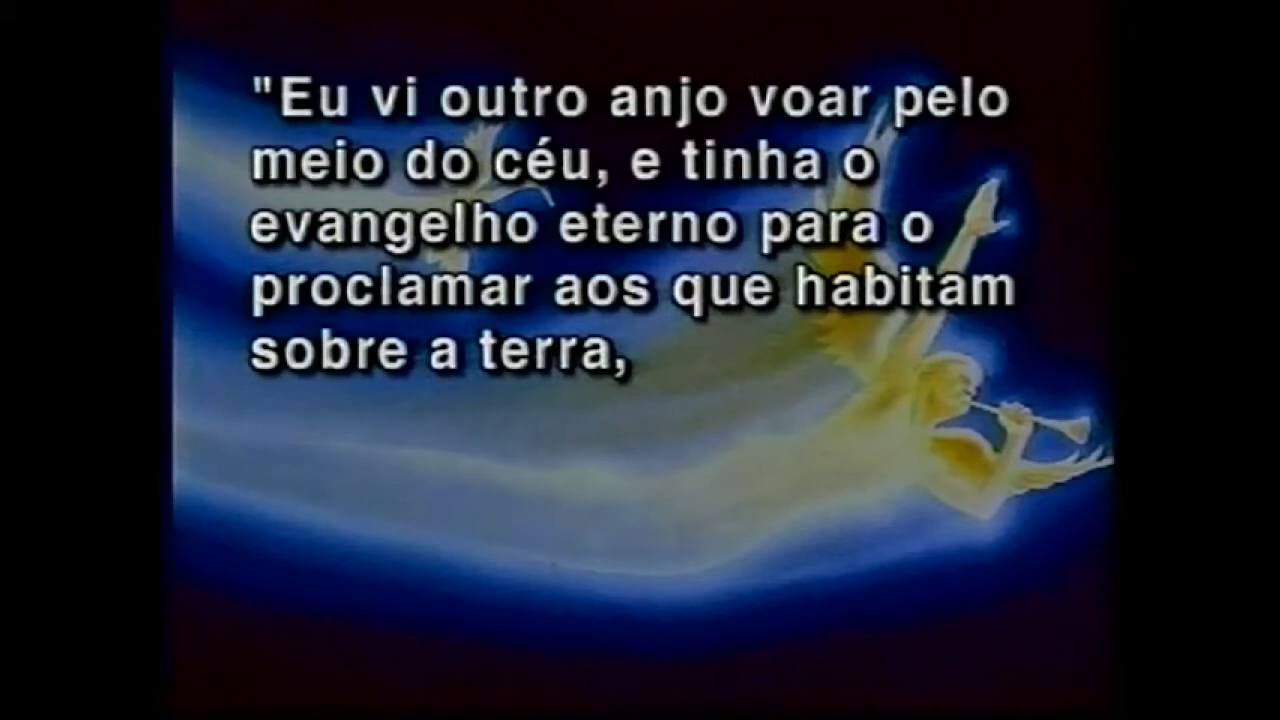 "Eu vi outro anjo voar pelo
meio do céu, e tinha o
evangelho eterno para o
proclamar aos que habitam
sobre a terra,